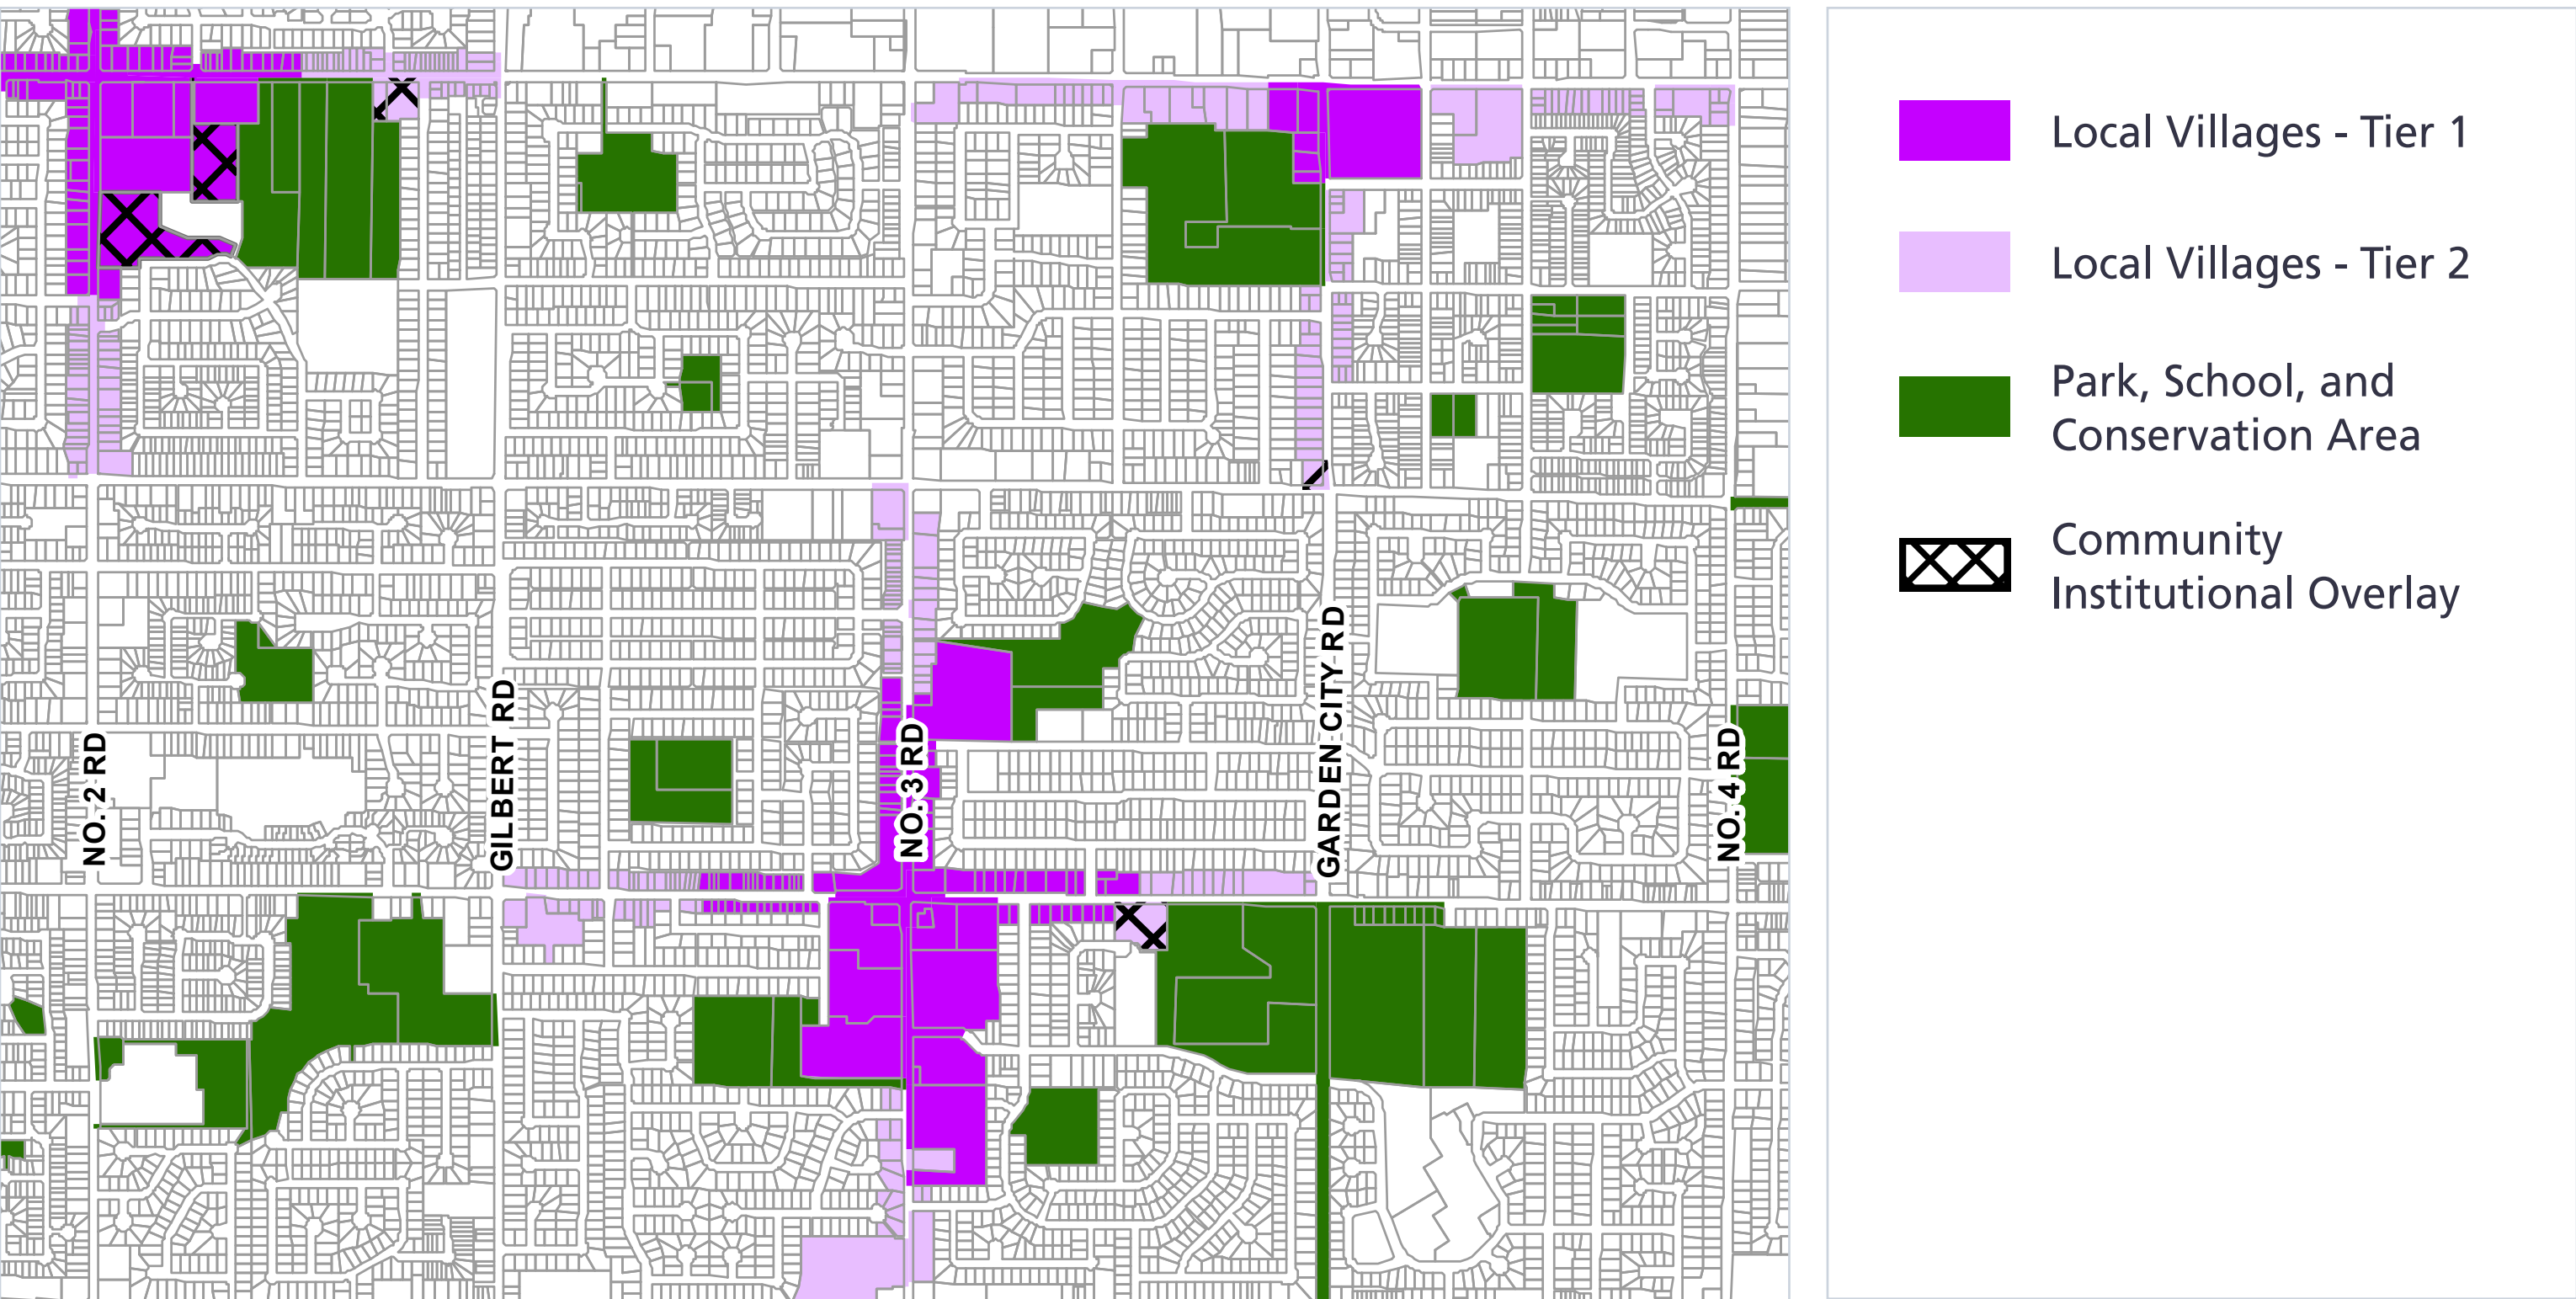 NO. 2 RD
GILBERT RD
NO. 3 RD
GARDEN CITY RD
NO. 4 RD
Local Villages - Tier 1
Local Villages - Tier 2
Park, School, and
Conservation Area
Community
Institutional Overlay